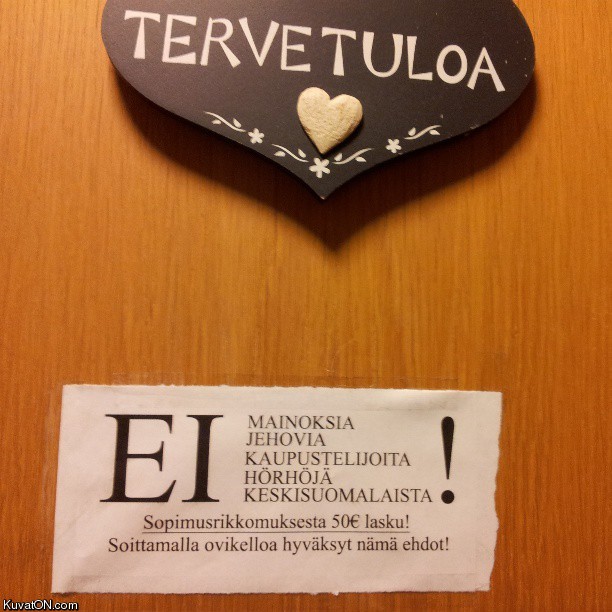 TERVETULOA
EI
MAINOKSIA
JEHOVIA
KAUPUSTELIJOITA
HÖRHÖJÄ
KESKISUOMALAISTA
!
Sopimusrikkomuksesta 50€ lasku!
Soittamalla ovikelloa hyväksyt nämä ehdot!
KuvatON.com